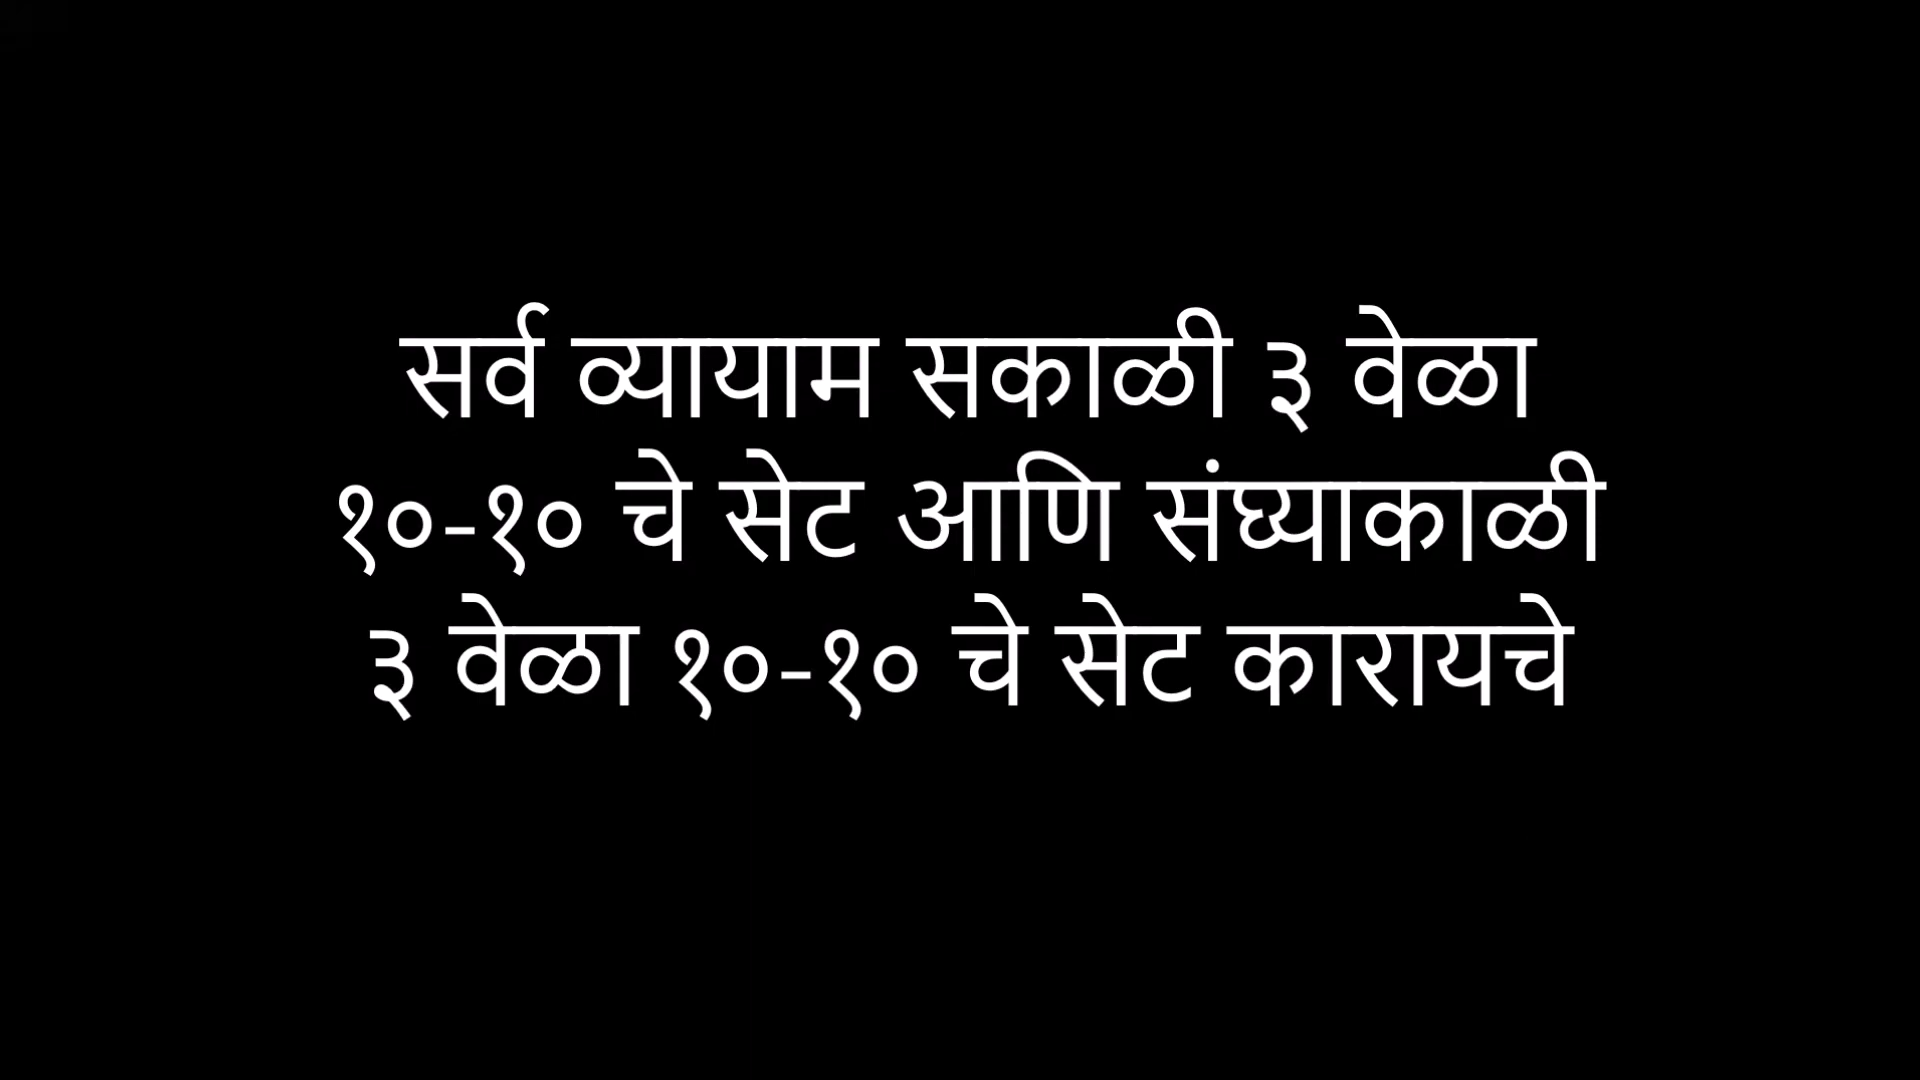 सर्व व्यायाम सकाळी ३ वेळा
१०-१० चे सेट आणि संघ्याकाळी
३ वेळा १०-१० चे सेट कारायचे